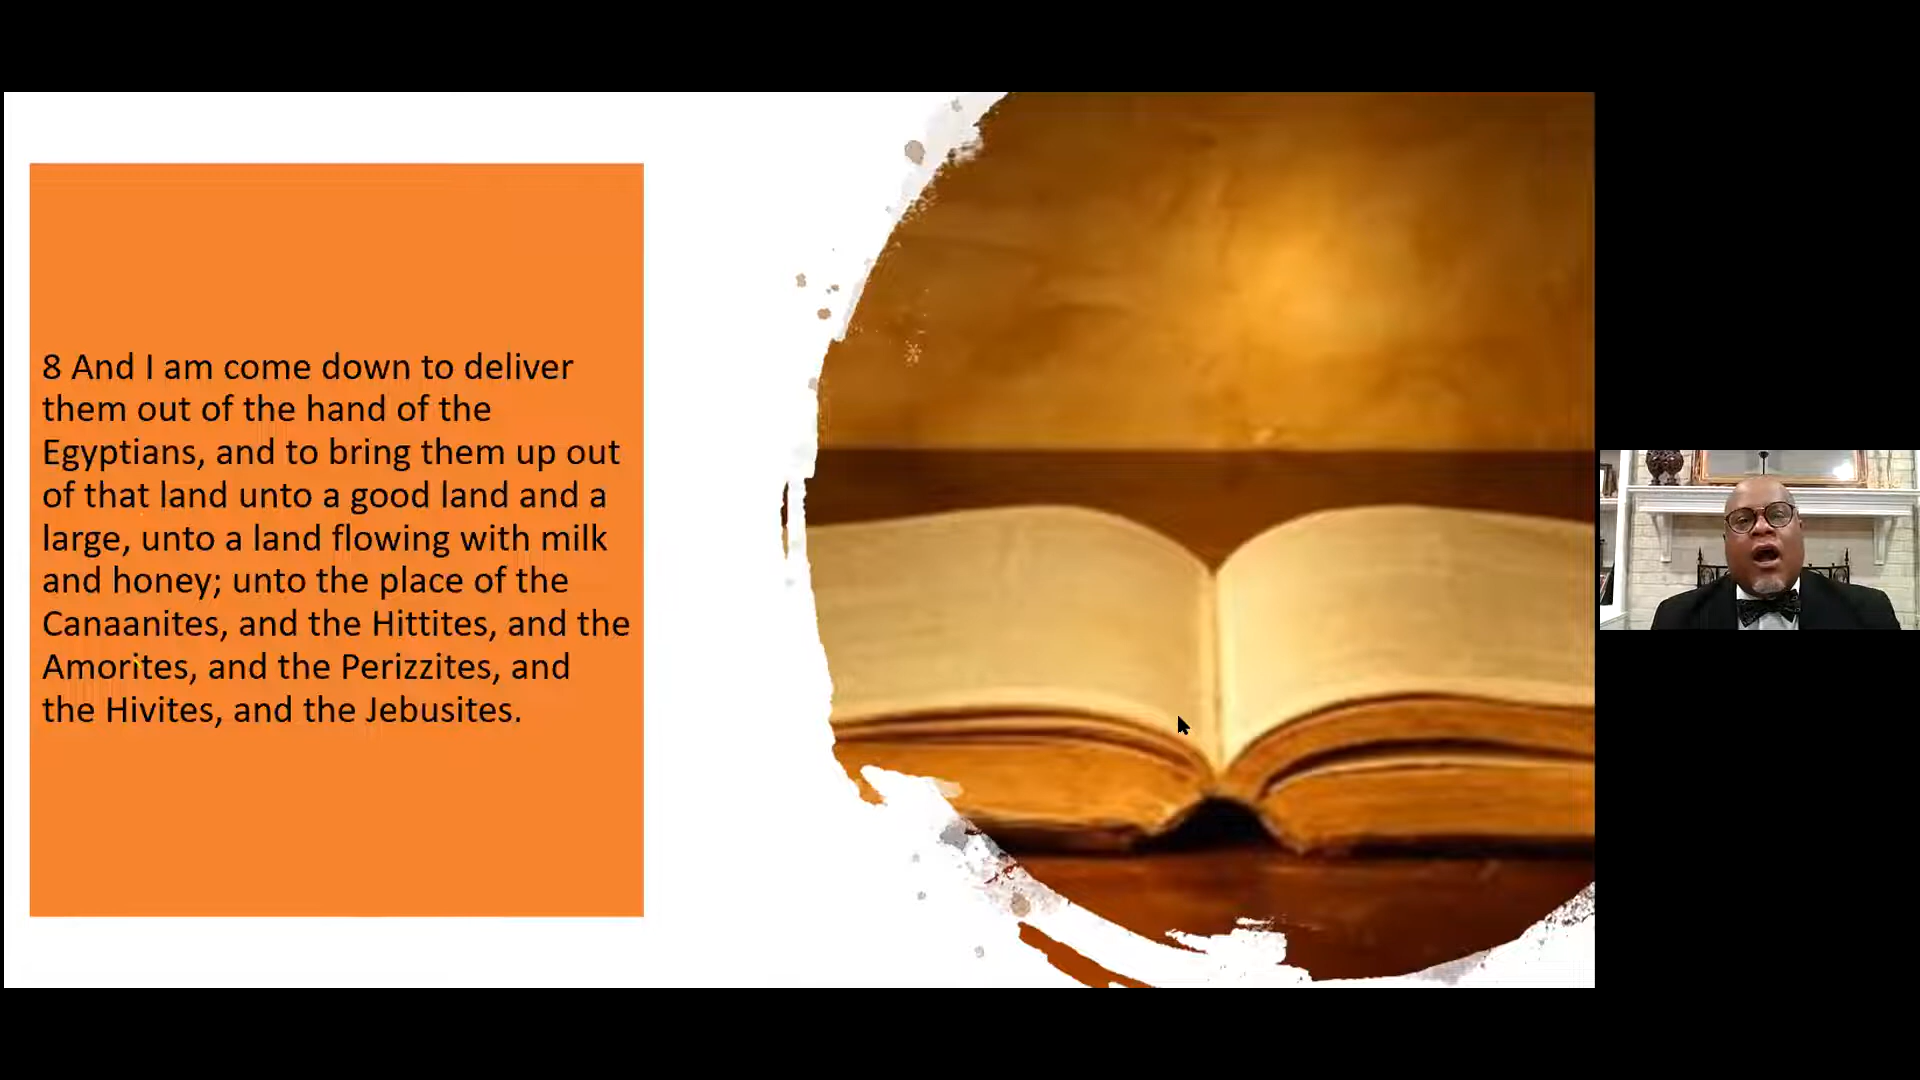 8 And I am come down to deliver
them out of the hand of the
Egyptians, and to bring them up out
of that land unto a good land and a
large, unto a land flowing with milk
and honey; unto the place of the
Canaanites, and the Hittites, and the
Amorites, and the Perizzites, and
the Hivites, and the Jebusites.